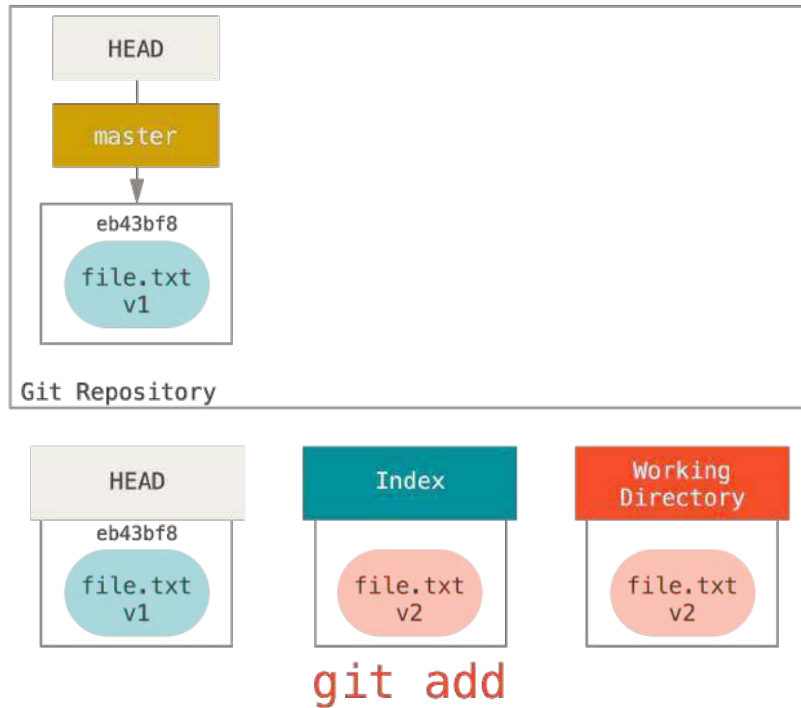 HEAD
master
eb43bf8
file.txt
v1
Git Repository
HEAD
Index
Working
Directory
eb43bf8
file.txt
v1
file.txt
v2
file.txt
v2
git add